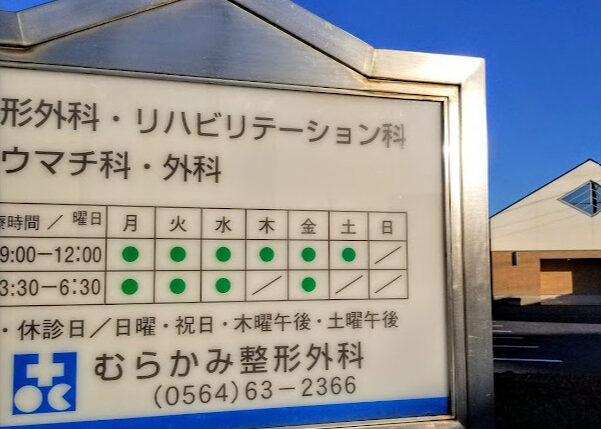 形外科・リハビリテーション科
ウマチ科・外科
療時間／曜日 月 火 水 木 金 土 日
9:00－12:00 ● ● ● ● ● ● ／
3:30－6:30 ● ● ● ／ ● ／ ／
・休診日／日曜・祝日・木曜午後・土曜午後
むらかみ整形外科
(0564)63－2366